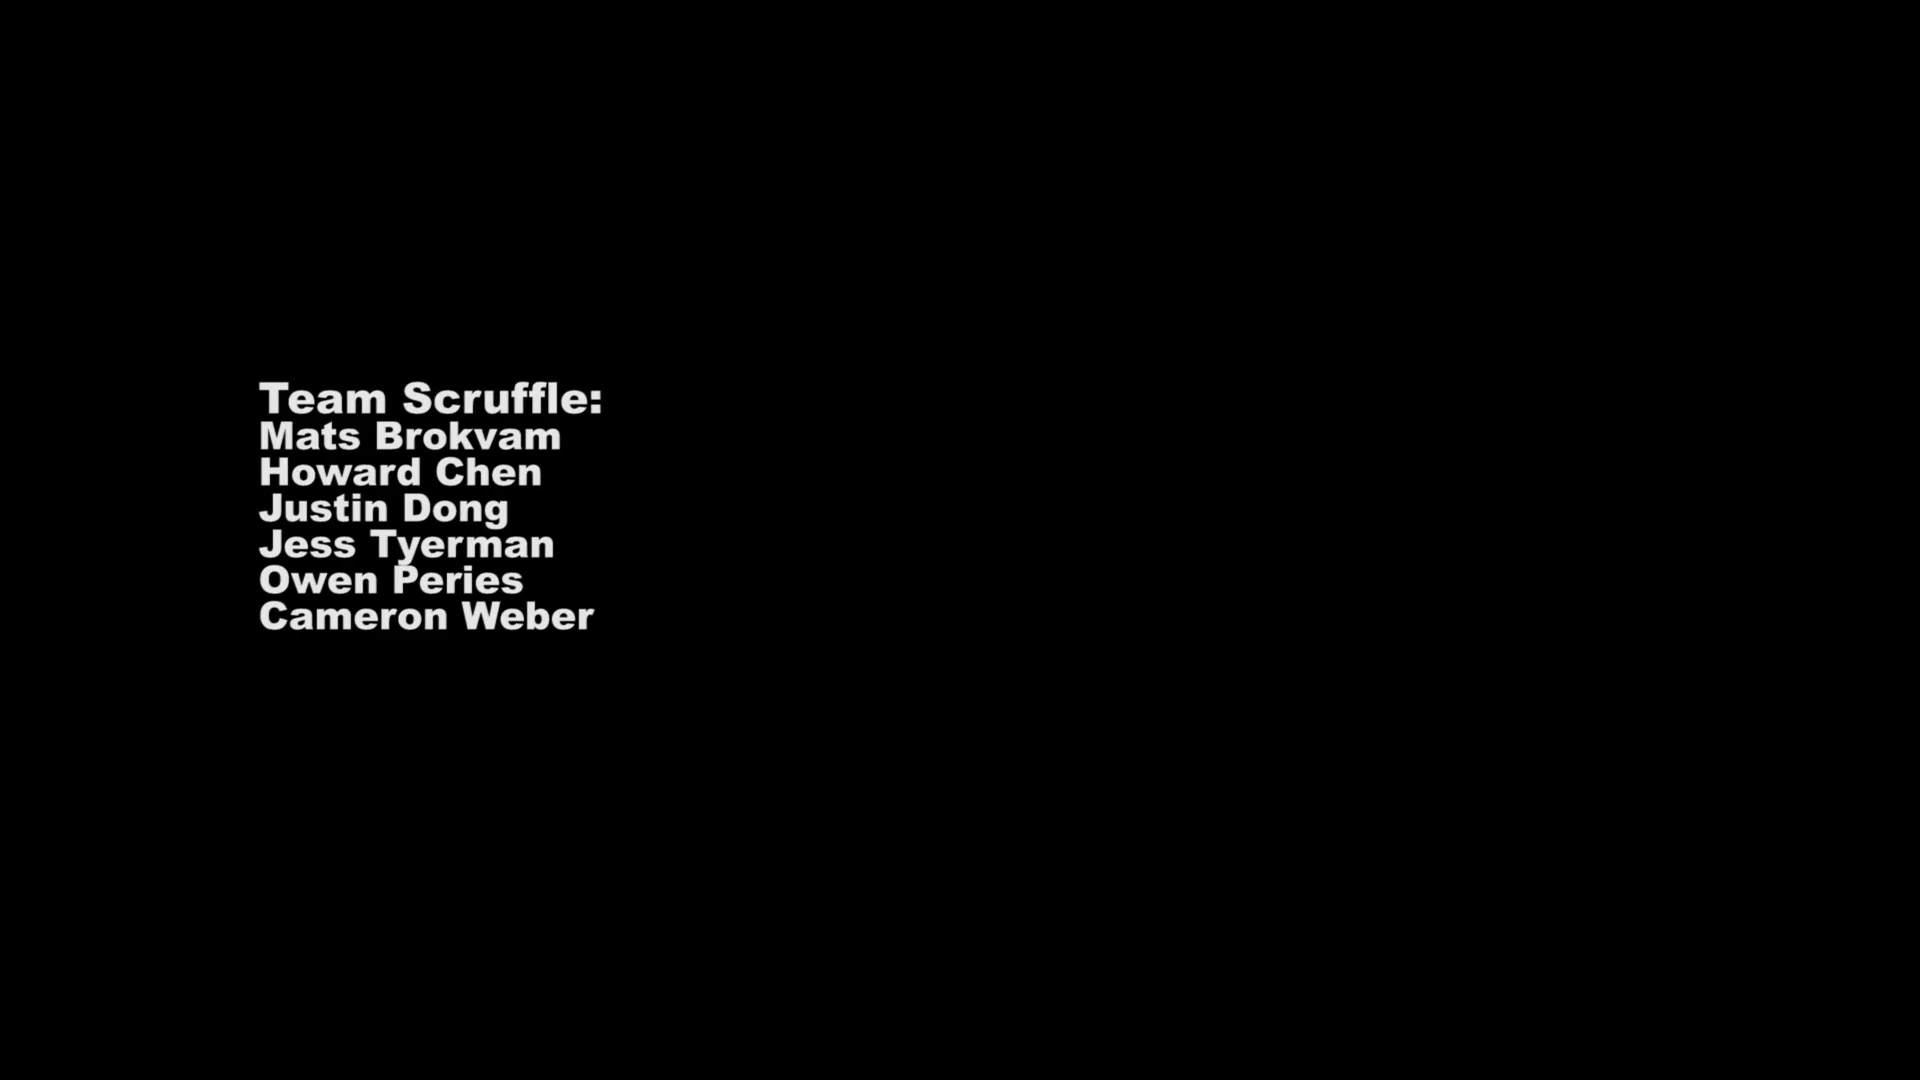 Team Scruffle:
Mats Brokvam
Howard Chen
Justin Dong
Jess Tyerman
Owen Peries
Cameron Weber